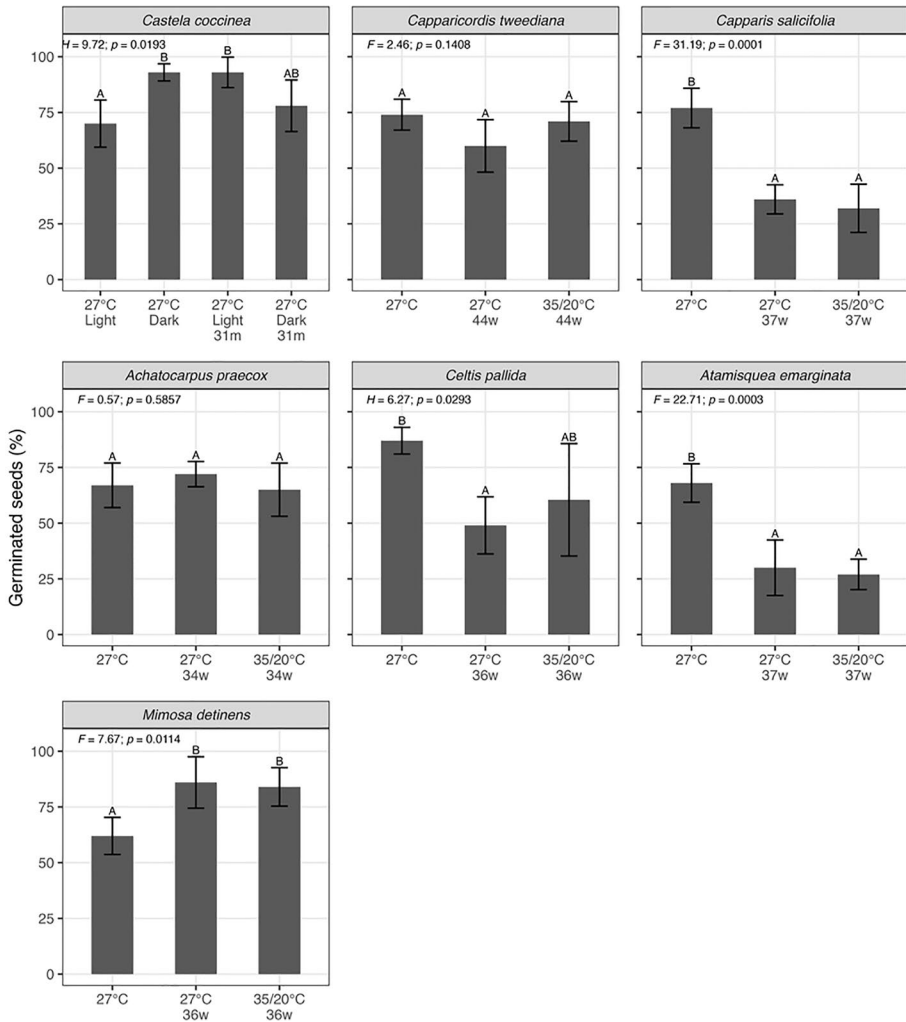 Castela coccinea
H = 9.72; p = 0.0193
100
75
50
25
0
A
B
B
AB
27°C
Light
27°C
Dark
27°C
Light
31m
27°C
Dark
31m
Capparicordis tweediana
F = 2.46; p = 0.1408
A
A
A
27°C
27°C
44w
35/20°C
44w
Capparis salicifolia
F = 31.19; p = 0.0001
B
A
A
27°C
27°C
37w
35/20°C
37w
Germinated seeds (%)
Achatocarpus praecox
F = 0.57; p = 0.5857
100
75
50
25
0
A
A
A
27°C
27°C
34w
35/20°C
34w
Celtis pallida
H = 6.27; p = 0.0293
B
A
AB
27°C
27°C
36w
35/20°C
36w
Atamisquea emarginata
F = 22.71; p = 0.0003
B
A
A
27°C
27°C
37w
35/20°C
37w
Mimosa detinens
F = 7.67; p = 0.0114
100
75
50
25
0
A
B
B
27°C
27°C
36w
35/20°C
36w